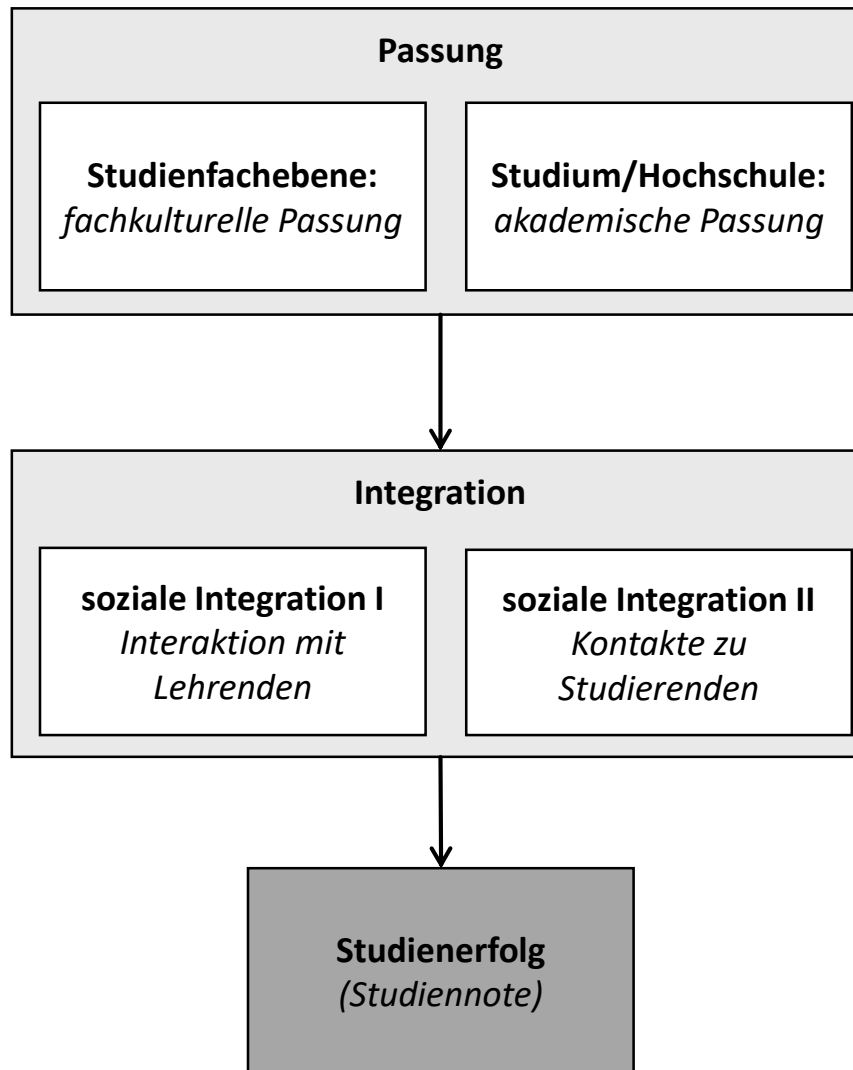 Passung
Studienfachebene:
fachkulturelle Passung
Studium/Hochschule:
akademische Passung
Integration
soziale Integration I
Interaktion mit
Lehrenden
soziale Integration II
Kontakte zu
Studierenden
Studienerfolg
(Studiennote)